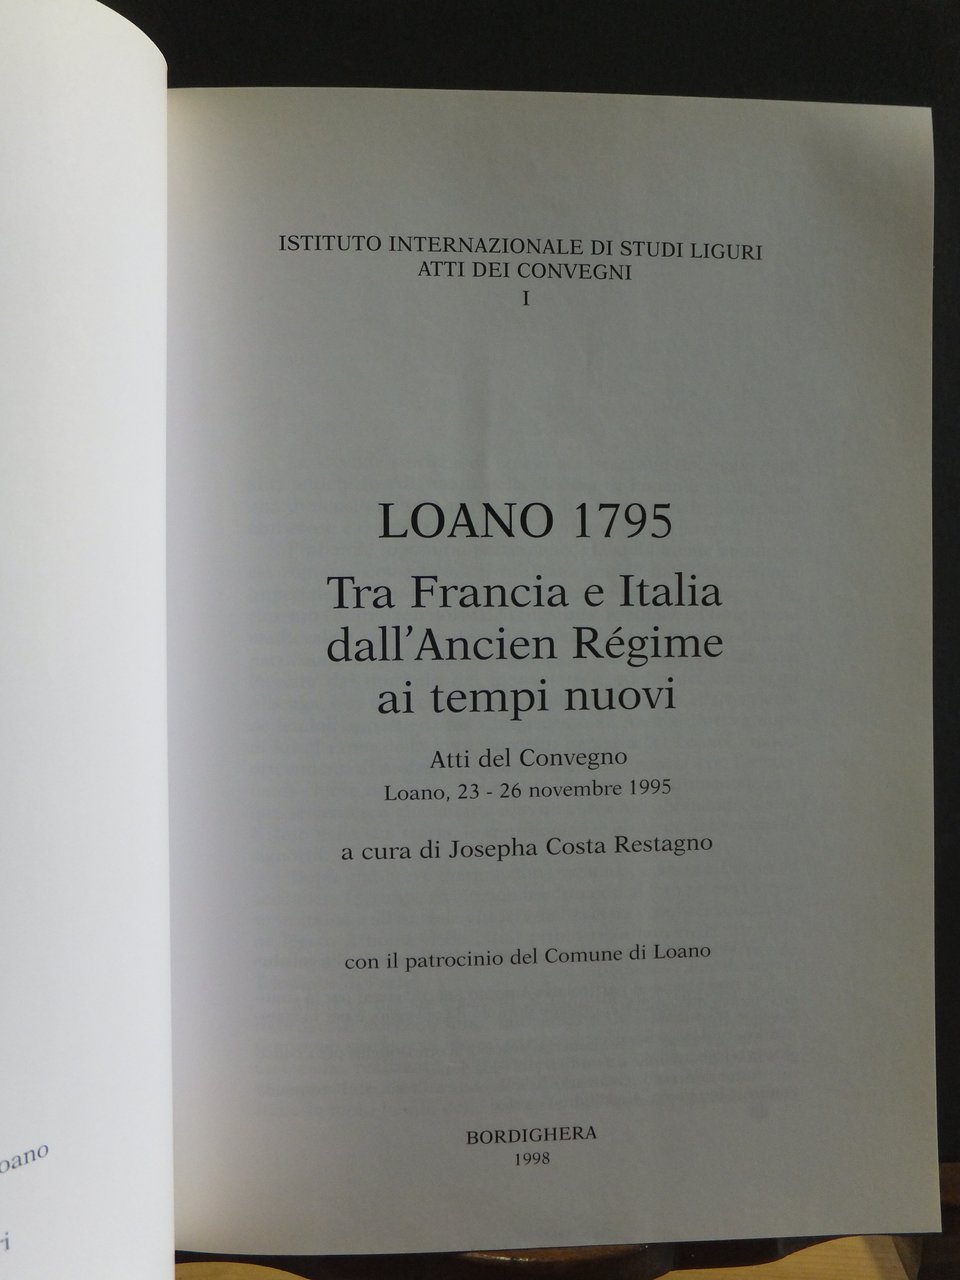 ISTITUTO INTERNAZIONALE DI STUDI LIGURI
ATTI DEI CONVEGNI
I
LOANO 1795
Tra Francia e Italia
dall'Ancien Régime
ai tempi nuovi
Atti del Convegno
Loano, 23 - 26 novembre 1995
a cura di Josepha Costa Restagno
con il patrocinio del Comune di Loano
BORDIGHERA
1998